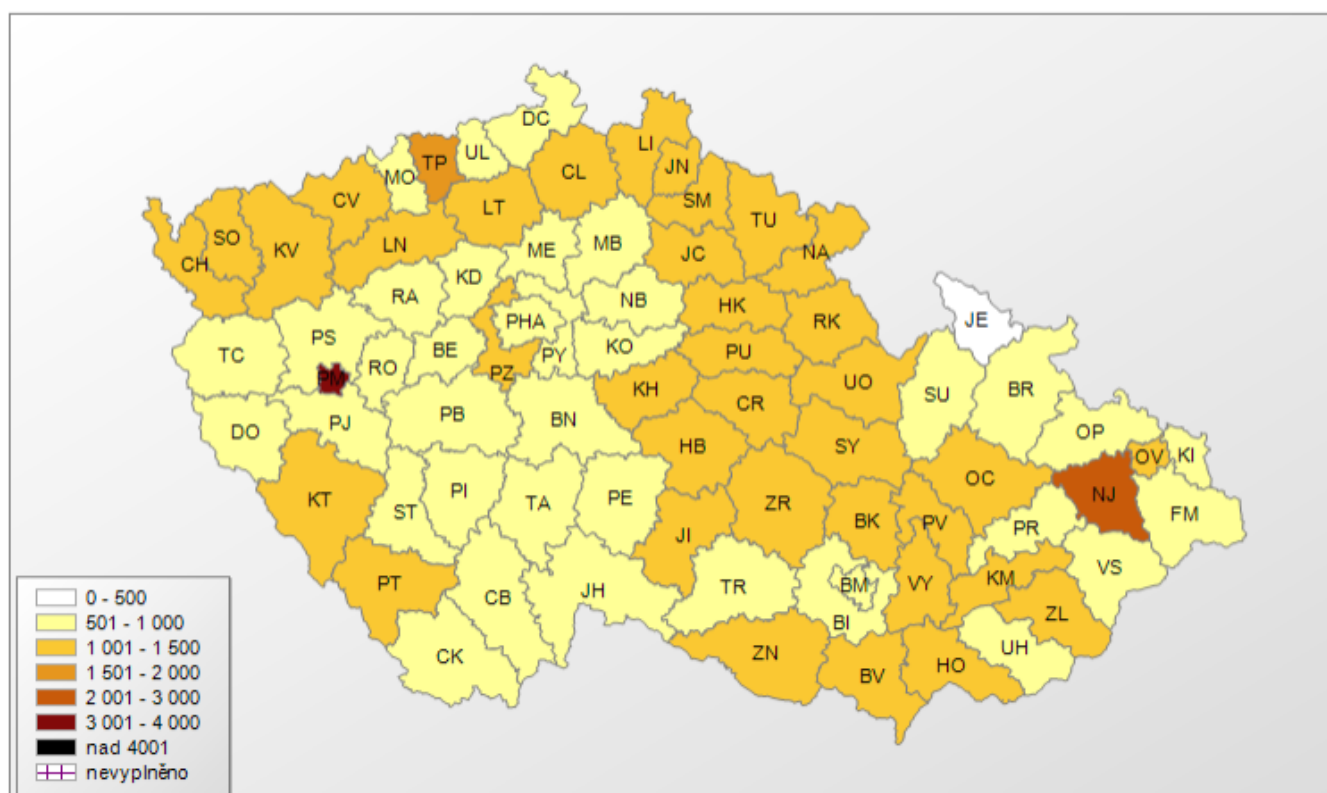 DC
LI
UL
TP
JN
CL
MO
CV
SM
LT
TU
SO
MB
LN
ME
NA
JC
CH
KV
KD
RA
NB
HK
PHA
RK
JE
PS
KO
PU
TC
BE
PY
RO
PZ
PM
UO
KH
CR
BR
SU
PB
BN
PJ
DO
OP
HB
SY
OV
KI
OC
PI
PE
NJ
KT
TA
ZR
ST
FM
BK
PV
PR
JI
VS
KM
PT
TR
BM
VY
CB
JH
ZL
BI
UH
CK
ZN
HO
BV
0 - 500
501 - 1 000
1 001 - 1 500
1 501 - 2 000
2 001 - 3 000
3 001 - 4 000
nad 4001
nevyplněno